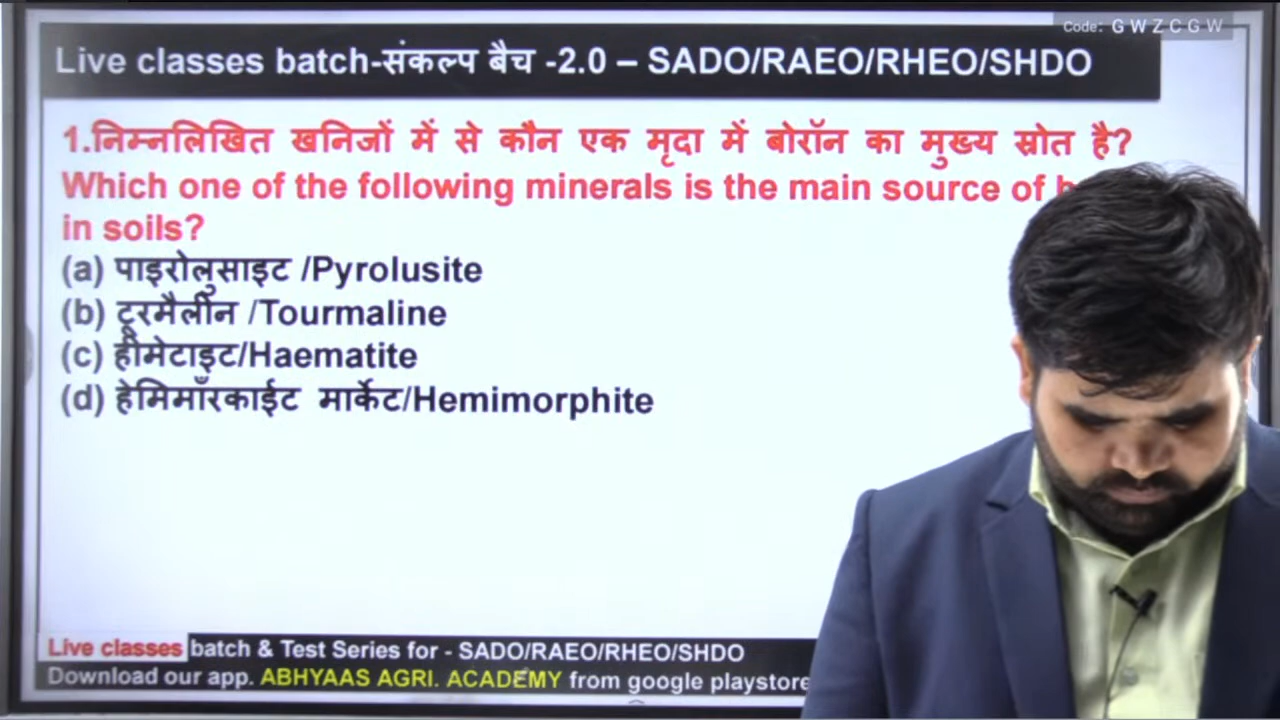 Code: G W Z C G W
Live classes batch-संकल्प बैच -2.0 – SADO/RAEO/RHEO/SHDO
1.निम्नलिखित खनिजों में से कौन एक मृदा में बोरॉन का मुख्य स्रोत है?
Which one of the following minerals is the main source of
in soils?
(a) पाइरोलुसाइट /Pyrolusite
(b) टूरमैलीन /Tourmaline
(c) हीमेटाइट/Haematite
(d) हेमिमॉरकाईट मार्केट/Hemimorphite
Live classes batch & Test Series for - SADO/RAEO/RHEO/SHDO
Download our app. ABHYAAS AGRI. ACADEMY from google playstore